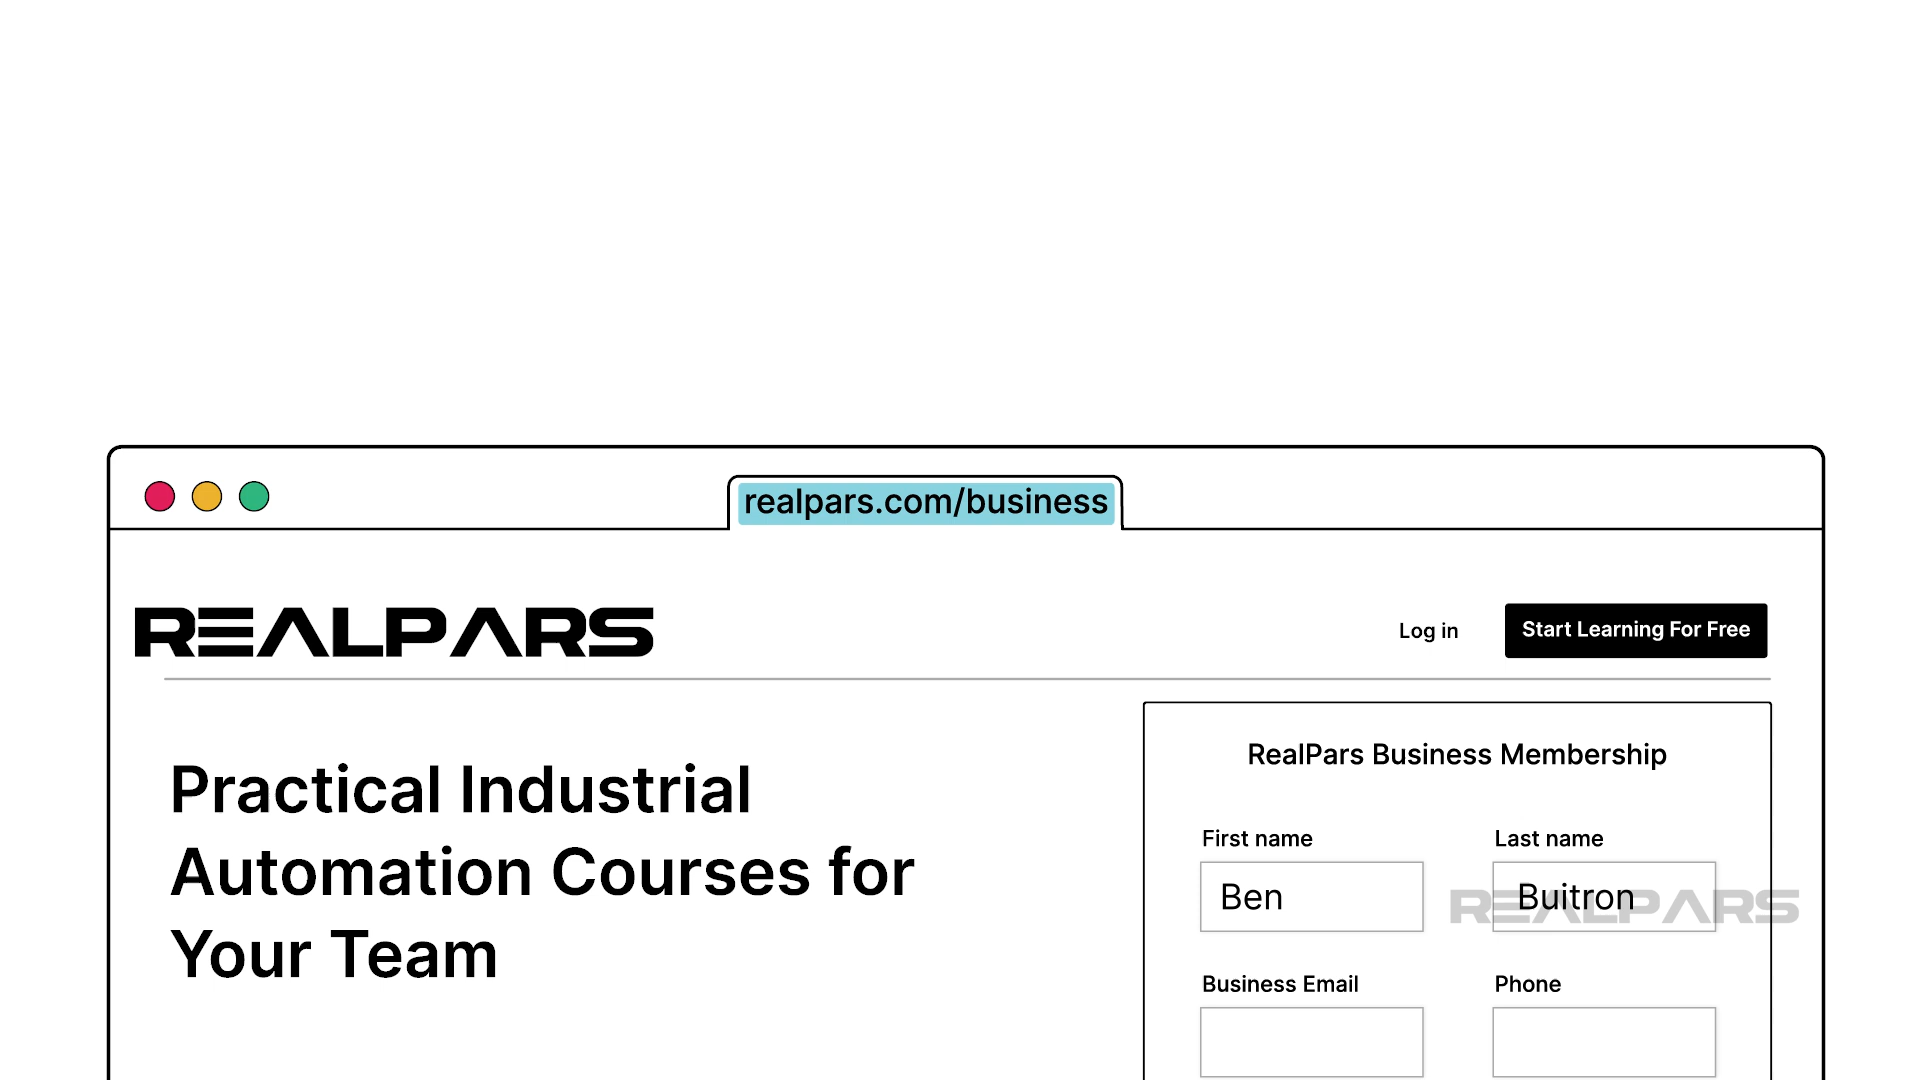 realpars.com/business
REALPARS
Log in
Start Learning For Free
Practical Industrial
Automation Courses for
Your Team
RealPars Business Membership
First name
Last name
Ben
Buitron
REALPARS
Business Email
Phone